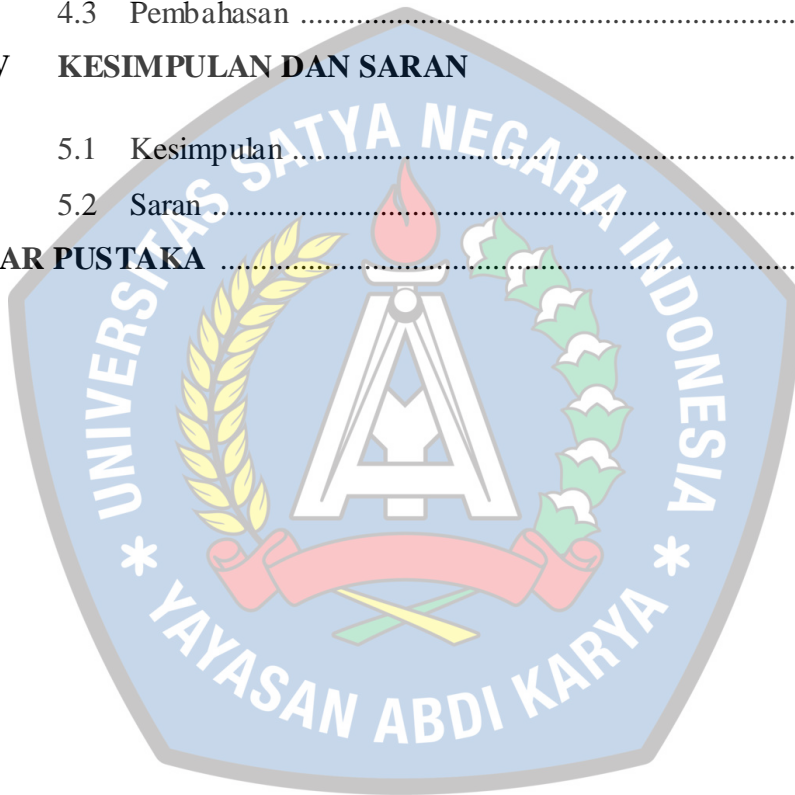 4.3 Pembahasan ..........................................................................
V KESIMPULAN DAN SARAN
5.1 Kesimpulan ...........................................................................
5.2 Saran .....................................................................................
AR PUSTAKA ....................................................................................
UNIVERSITAS SATYA NEGARA INDONESIA
* YAYASAN ABDI KARYA *